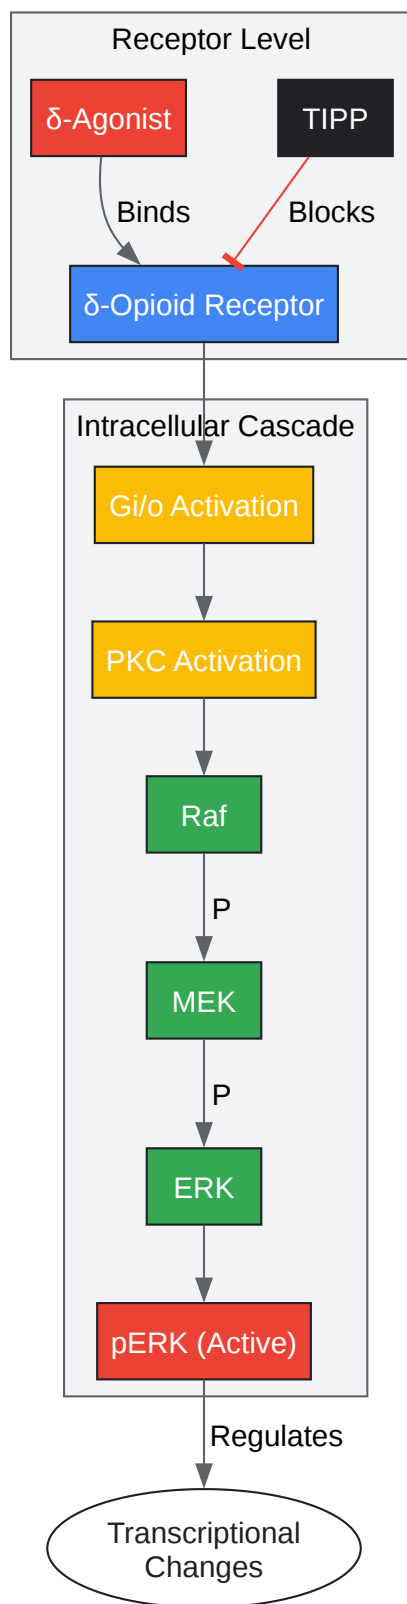 Receptor Level
δ-Agonist
TIPP
Binds
Blocks
δ-Opioid Receptor
Intracellular Cascade
Gi/o Activation
PKC Activation
Raf
P
MEK
P
ERK
pERK (Active)
Regulates
Transcriptional
Changes